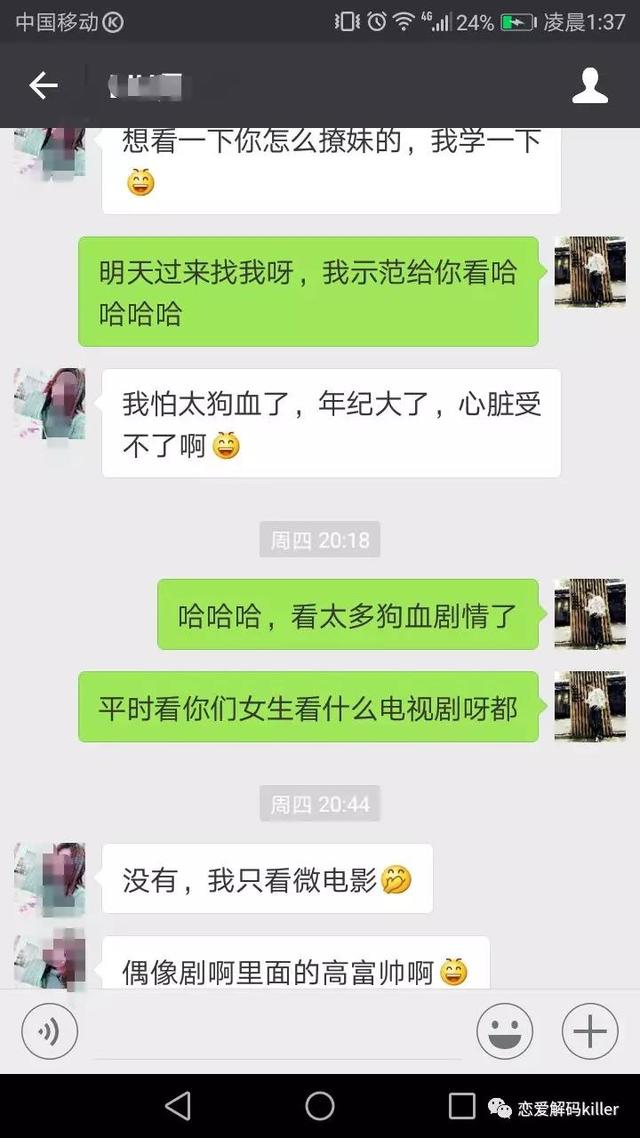 中国移动K
4G 24% 凌晨1:37
想看一下你怎么撩妹的，我学一下
明天过来找我呀，我示范给你看哈
哈哈哈哈
我怕太狗血了，年纪大了，心脏受
不了啊
周四 20:18
哈哈哈，看太多狗血剧情了
平时看你们女生看什么电视剧呀都
周四 20:44
没有，我只看微电影
偶像剧啊里面的高富帅啊
恋爱解码killer